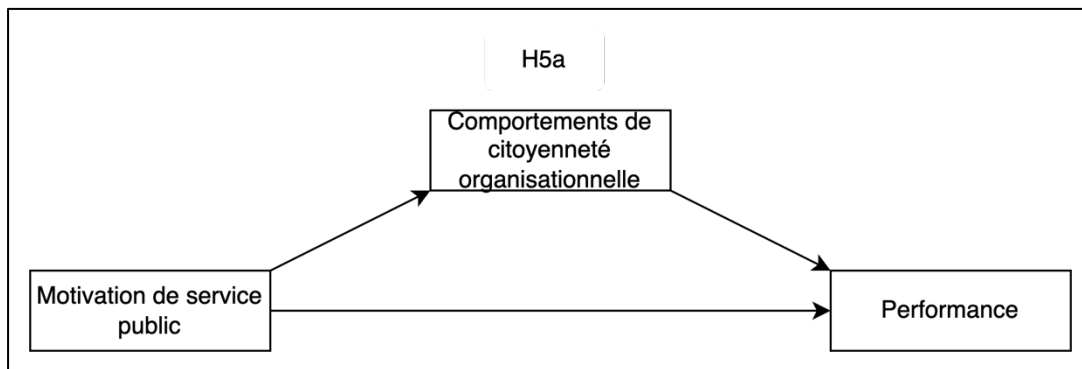 H5a
Comportements de
citoyenneté
organisationnelle
Motivation de service
public
Performance